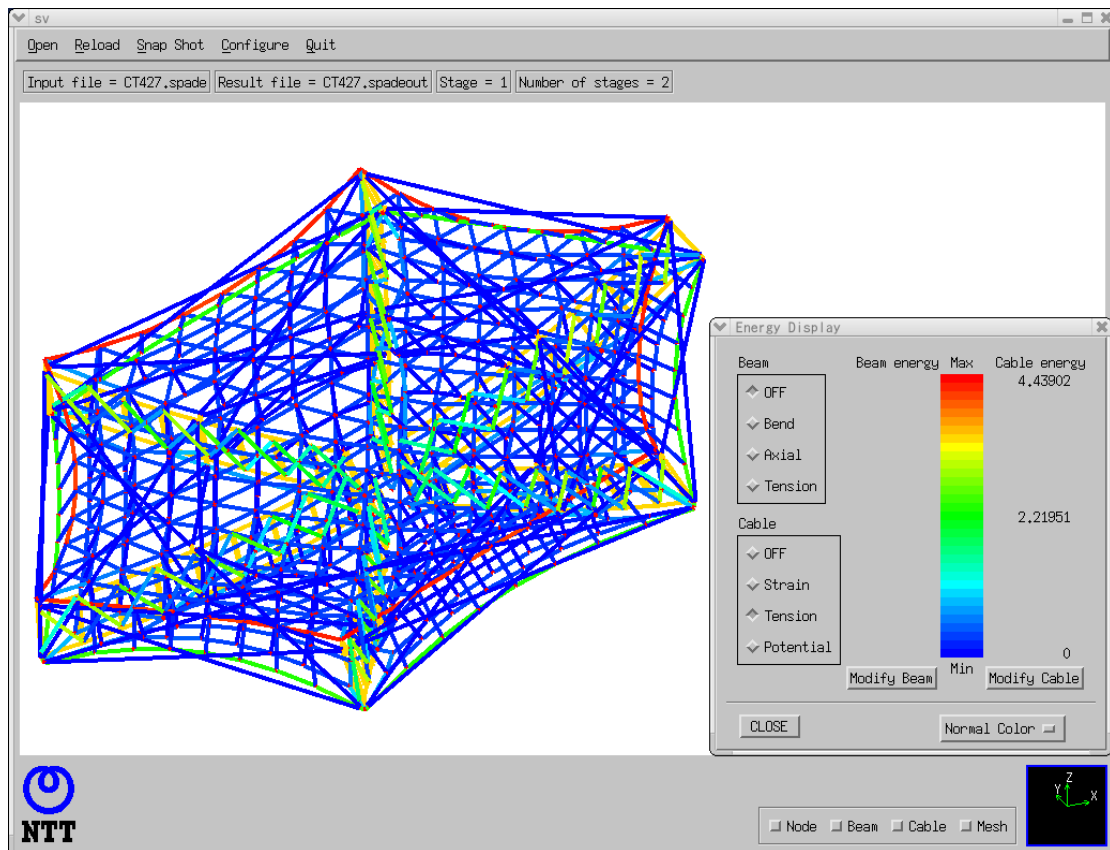 sv
Open Reload Snap Shot Configure Quit
Input file = CT427.spade Result file = CT427.spadeout Stage = 1 Number of stages = 2
Energy Display
Beam Beam energy Max Cable energy
OFF 4.43902
Bend
Axial
Tension
Cable 2.21951
OFF
Strain
Tension
Potential 0
Min
Modify Beam Modify Cable
CLOSE Normal Color
NTT
Node Beam Cable Mesh
Z
Y X